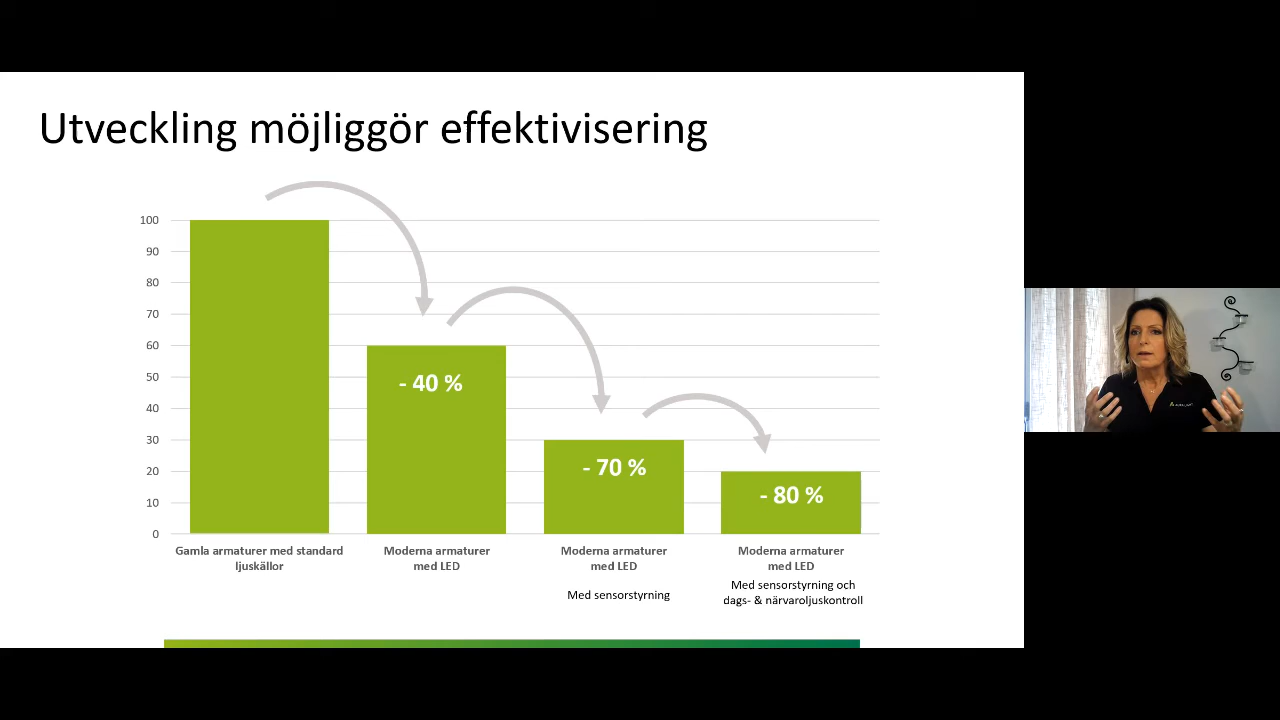 Utveckling möjliggör effektivisering
100
90
80
70
60
50
40
30
20
10
0
- 40 %
- 70 %
- 80 %
Gamla armaturer med standard
ljuskällor
Moderna armaturer
med LED
Moderna armaturer
med LED
Med sensorstyrning
Moderna armaturer
med LED
Med sensorstyrning och
dags- & närvaroljuskontroll